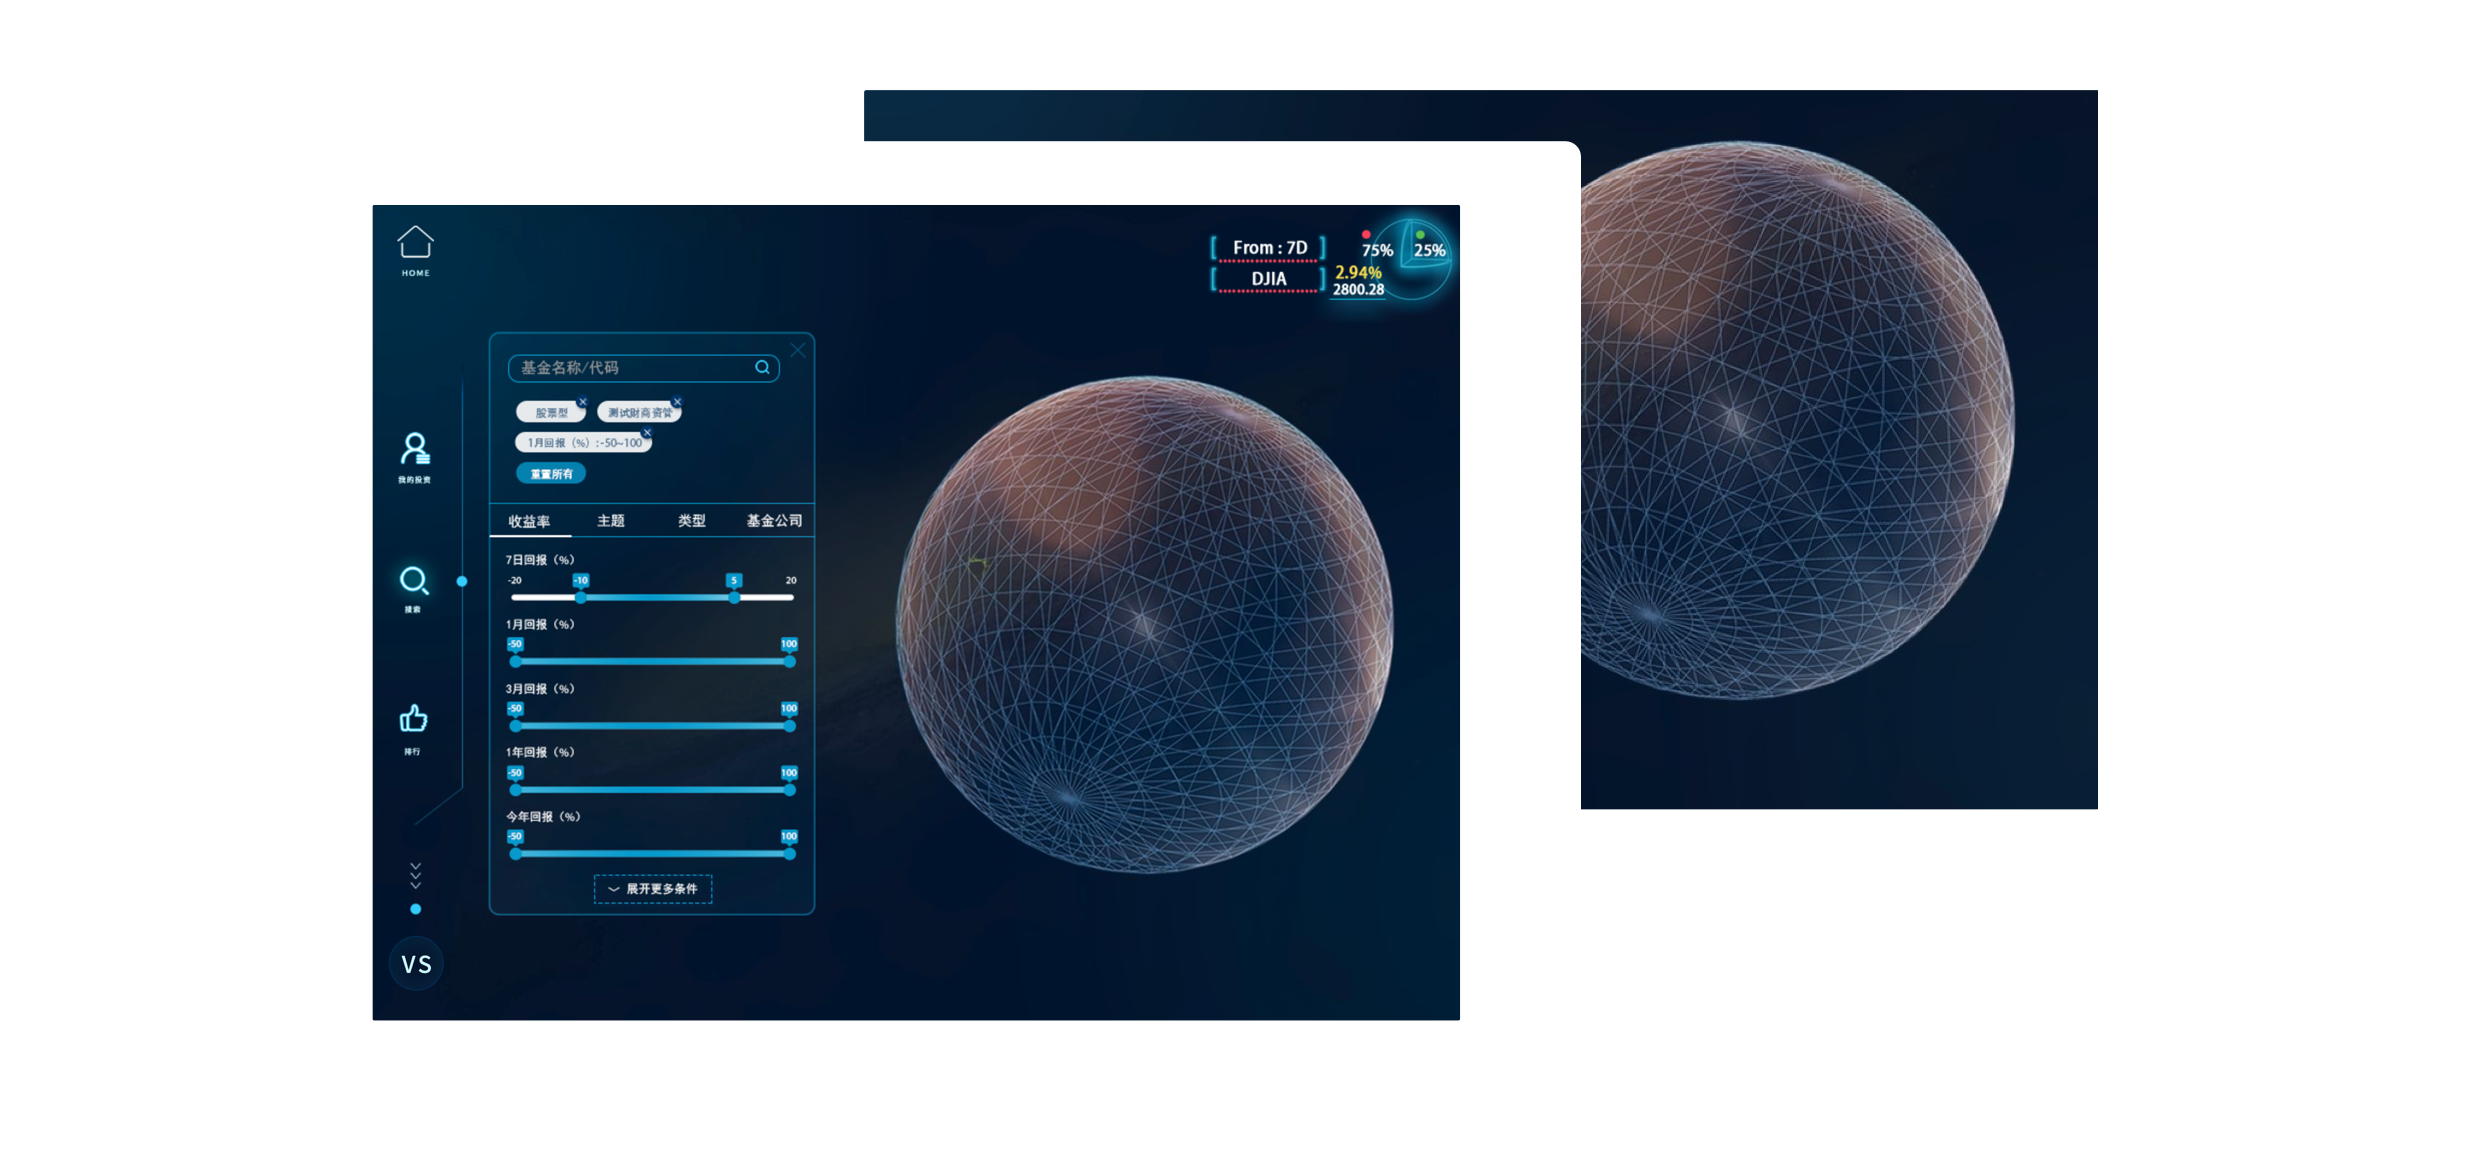 HOME
From : 7D
75%
25%
DJIA
2.94%
2800.28
基金名称/代码
股票型
测试财商资管
1月回报（%）:-50~100
重置所有
我的投资
收益率 主题 类型 基金公司
7日回报（%）
-20 -10 5 20
搜索
1月回报（%）
-50 100
3月回报（%）
-50 100
排行
1年回报（%）
-50 100
今年回报（%）
-50 100
展开更多条件
VS